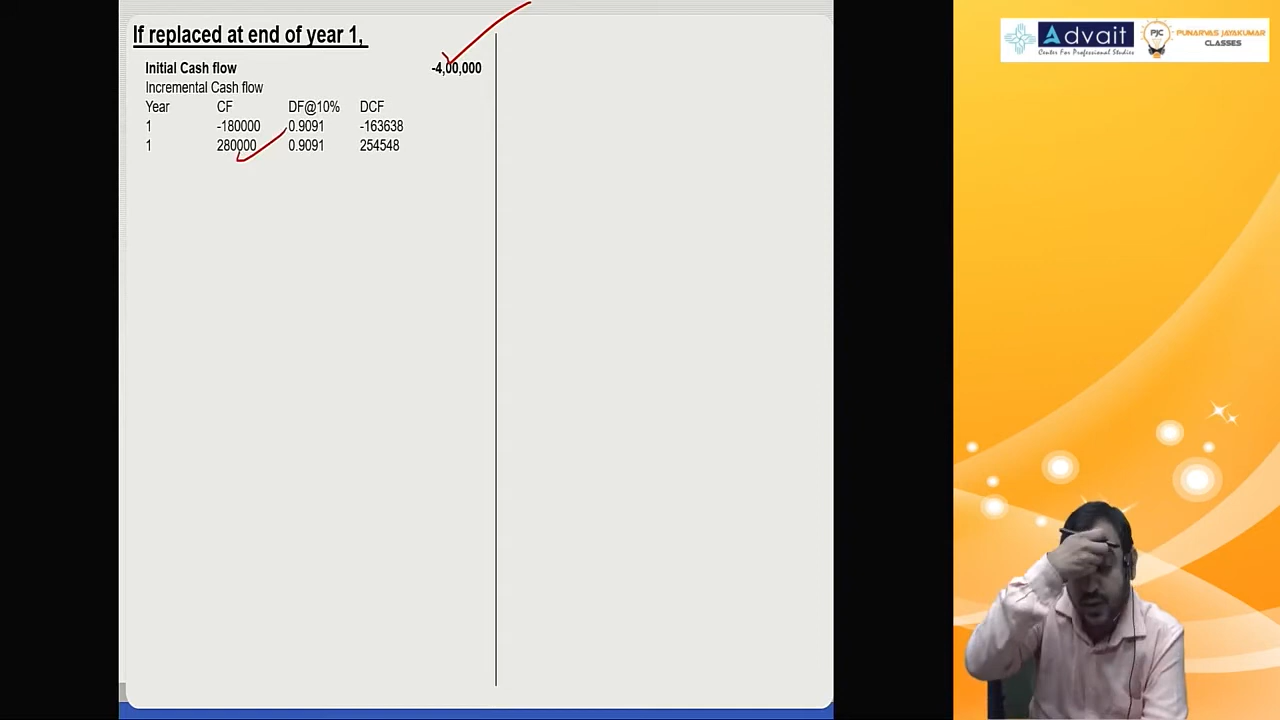 If replaced at end of year 1,
Initial Cash flow -4,00,000
Incremental Cash flow
Year CF DF@10% DCF
1 -180000 0.9091 -163638
1 280000 0.9091 254548
Advait
Center For Professional Studies
PJC
PUNARVAS JAYAKUMAR
CLASSES